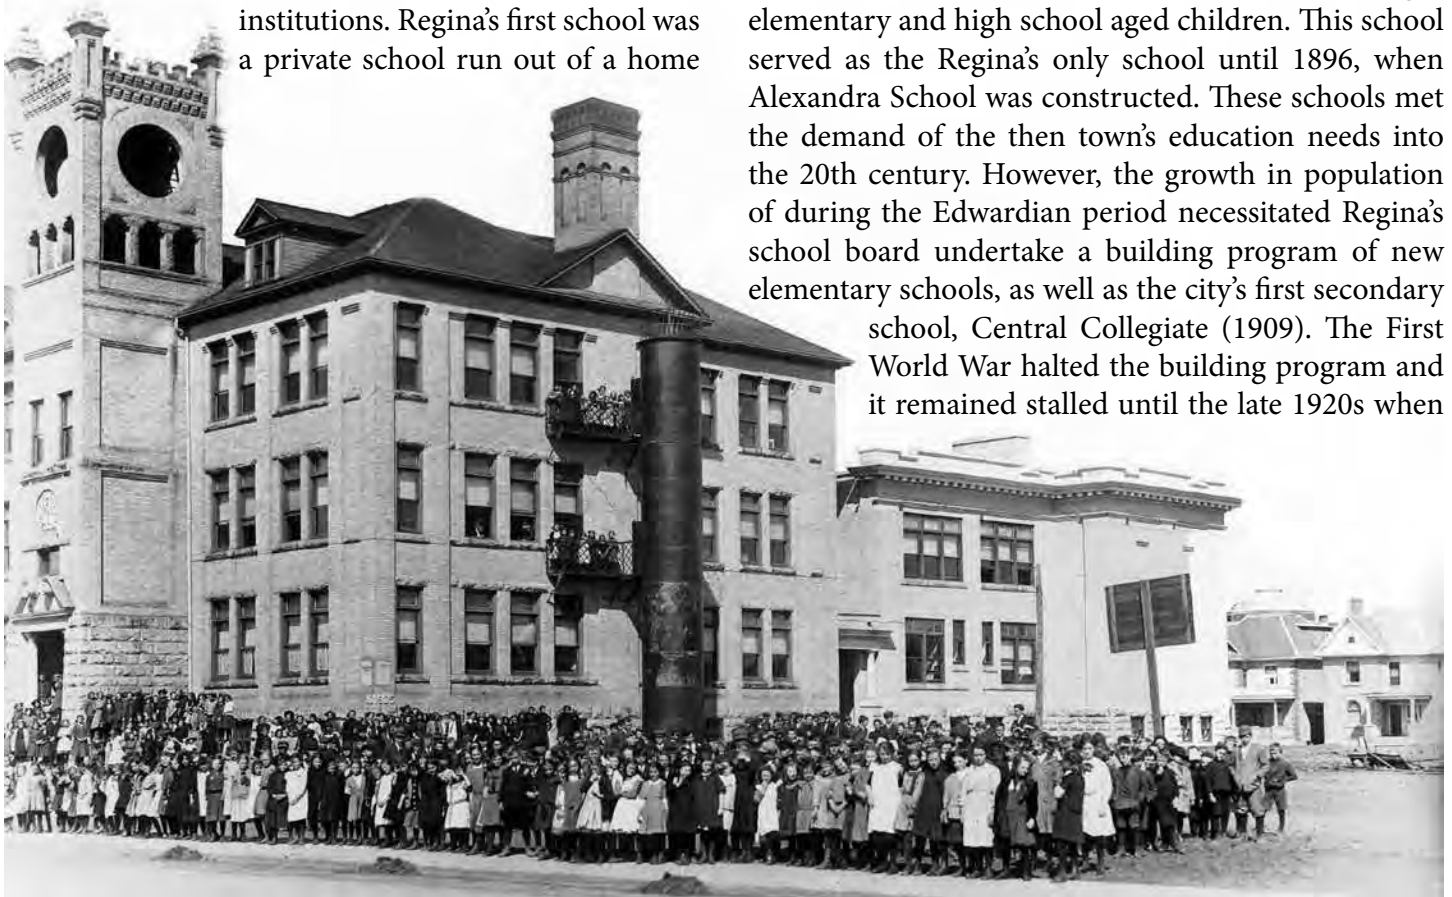 institutions. Regina’s first school was
a private school run out of a home
elementary and high school aged children. This school
served as the Regina’s only school until 1896, when
Alexandra School was constructed. These schools met
the demand of the then town’s education needs into
the 20th century. However, the growth in population
of during the Edwardian period necessitated Regina’s
school board undertake a building program of new
elementary schools, as well as the city’s first secondary
school, Central Collegiate (1909). The First
World War halted the building program and
it remained stalled until the late 1920s when